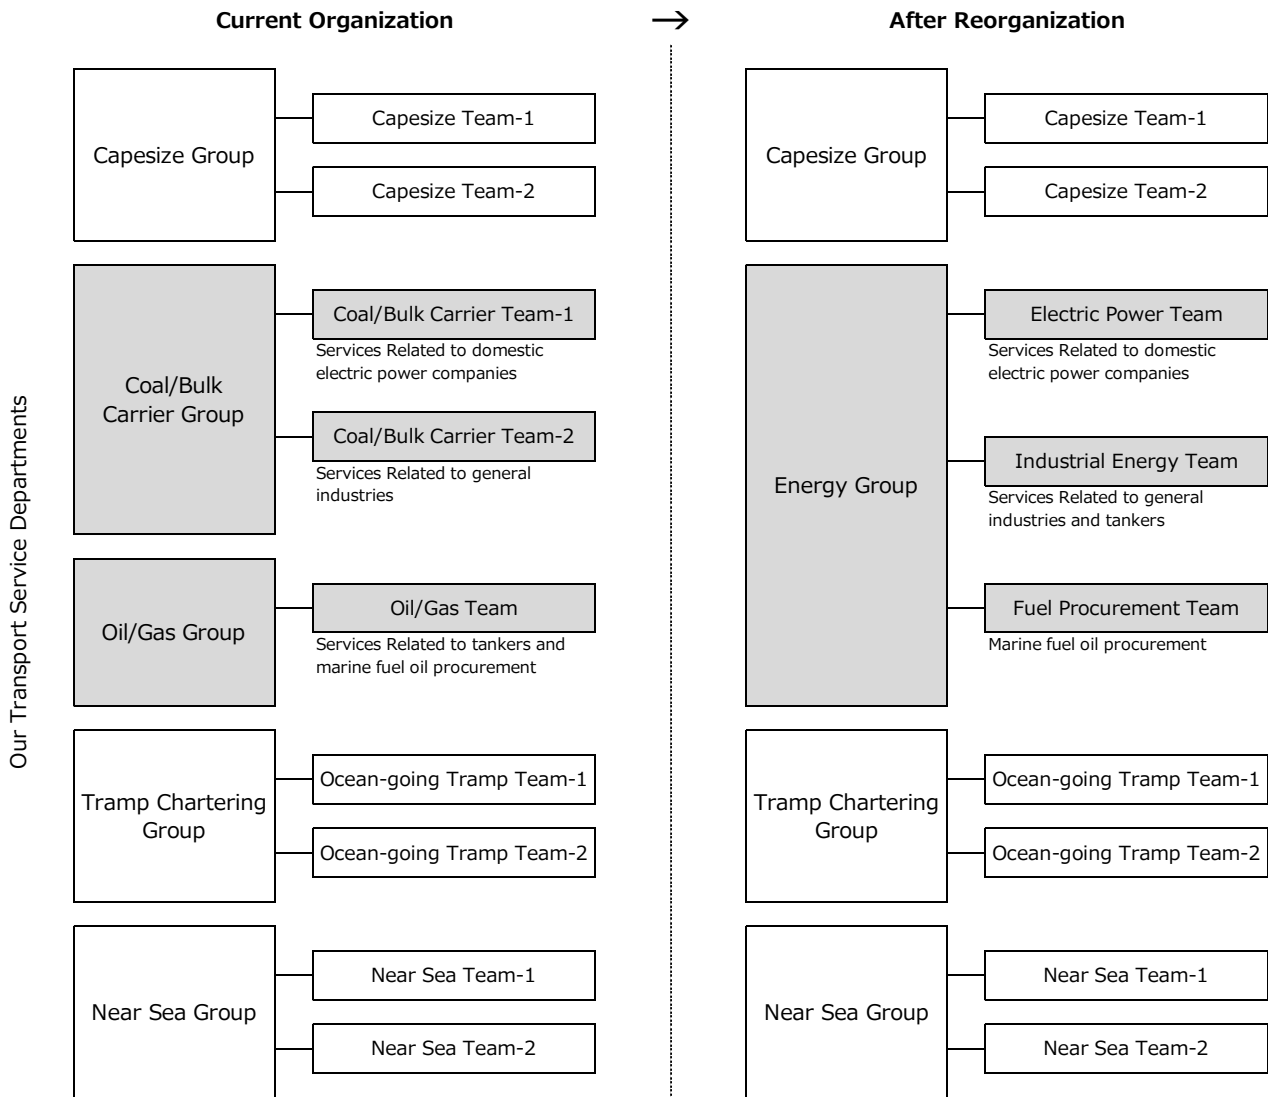 Current Organization
→
After Reorganization
Our Transport Service Departments
Capesize Group
Capesize Team-1
Capesize Team-2
Coal/Bulk
Carrier Group
Coal/Bulk Carrier Team-1
Services Related to domestic
electric power companies
Coal/Bulk Carrier Team-2
Services Related to general
industries
Oil/Gas Group
Oil/Gas Team
Services Related to tankers and
marine fuel oil procurement
Tramp Chartering
Group
Ocean-going Tramp Team-1
Ocean-going Tramp Team-2
Near Sea Group
Near Sea Team-1
Near Sea Team-2
Capesize Group
Capesize Team-1
Capesize Team-2
Energy Group
Electric Power Team
Services Related to domestic
electric power companies
Industrial Energy Team
Services Related to general
industries and tankers
Fuel Procurement Team
Marine fuel oil procurement
Tramp Chartering
Group
Ocean-going Tramp Team-1
Ocean-going Tramp Team-2
Near Sea Group
Near Sea Team-1
Near Sea Team-2